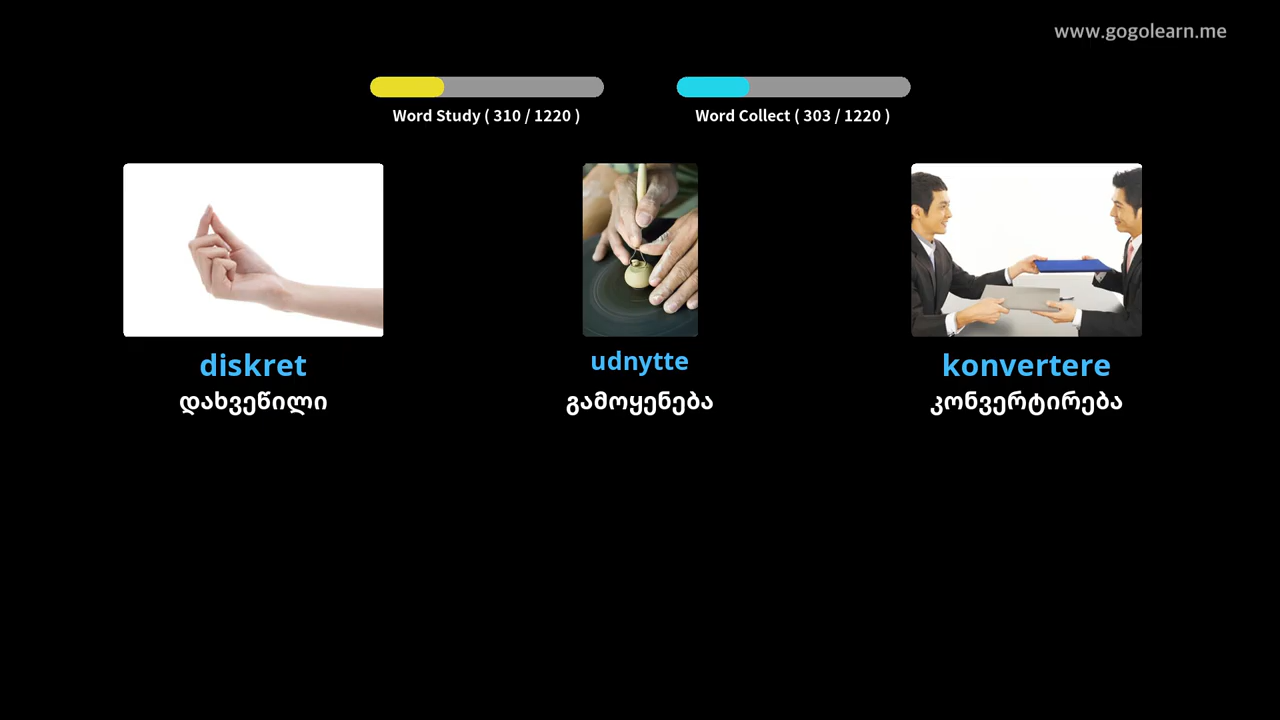 www.gogolearn.me
Word Study ( 310 / 1220 )
Word Collect ( 303 / 1220 )
diskret
დახვეწილი
udnytte
გამოყენება
konvertere
კონვერტირება